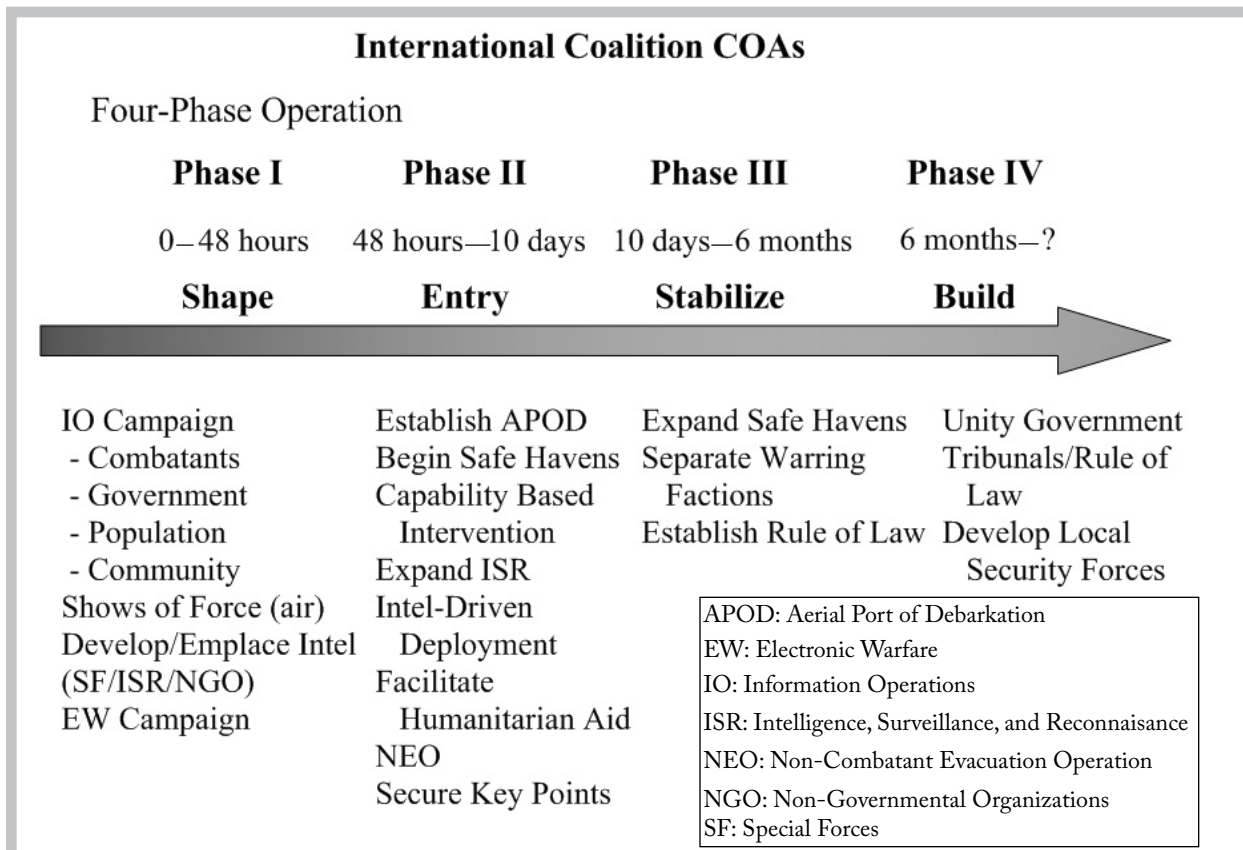 International Coalition COAs
Four-Phase Operation
Phase I
0–48 hours
Shape
Phase II
48 hours—10 days
Entry
Phase III
10 days—6 months
Stabilize
Phase IV
6 months–?
Build
IO Campaign
- Combatants
- Government
- Population
- Community
Shows of Force (air)
Develop/Emplace Intel
(SF/ISR/NGO)
EW Campaign
Establish APOD
Begin Safe Havens
Capability Based
Intervention
Expand ISR
Intel-Driven
Deployment
Facilitate
Humanitarian Aid
NEO
Secure Key Points
Expand Safe Havens
Separate Warring
Factions
Establish Rule of Law
Unity Government
Tribunals/Rule of
Law
Develop Local
Security Forces
APOD: Aerial Port of Debarkation
EW: Electronic Warfare
IO: Information Operations
ISR: Intelligence, Surveillance, and Reconnaisance
NEO: Non-Combatant Evacuation Operation
NGO: Non-Governmental Organizations
SF: Special Forces